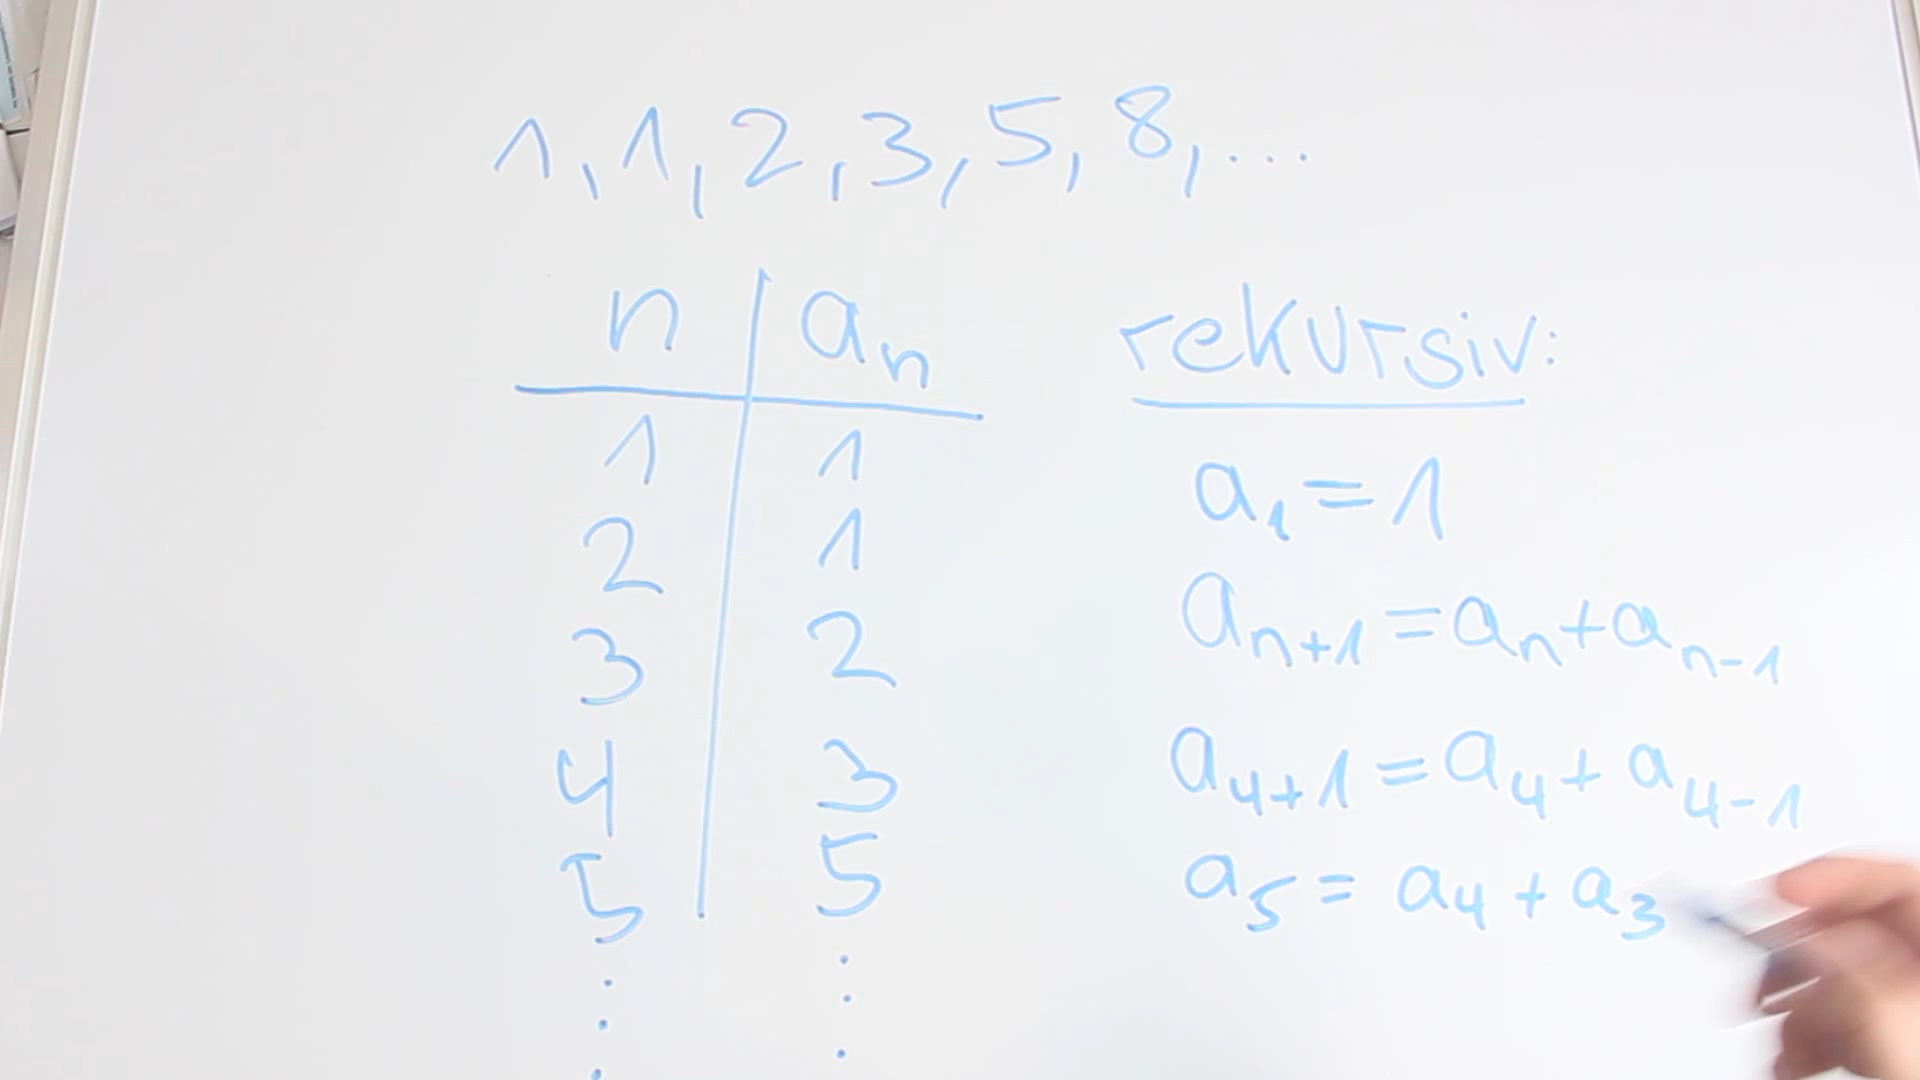 1, 1, 2, 3, 5, 8, ...
n | aₙ
1 | 1
2 | 1
3 | 2
4 | 3
5 | 5
⋮ | ⋮
rekursiv:
a₁ = 1
aₙ₊₁ = aₙ + aₙ₋₁
a₄₊₁ = a₄ + a₄₋₁
a₅ = a₄ + a₃